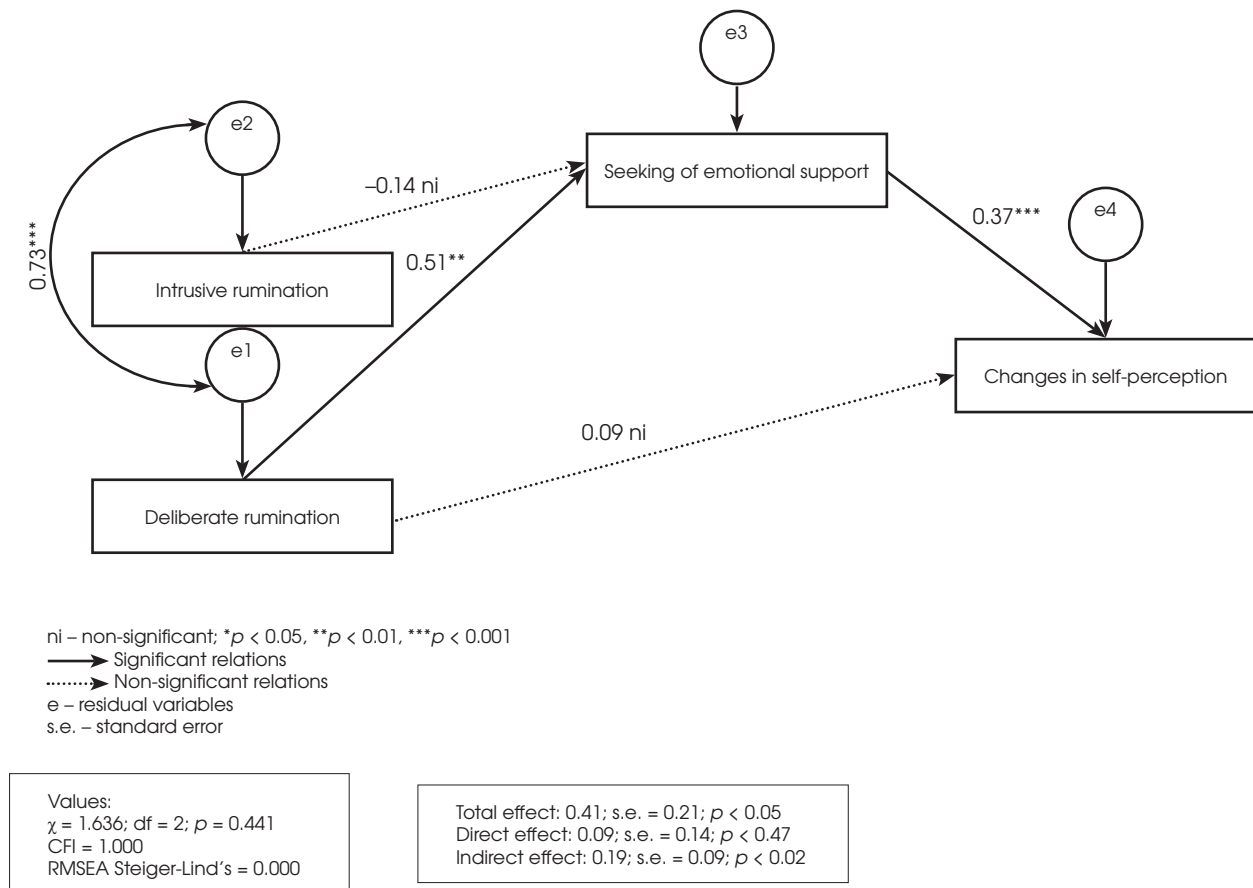 e3
e2
Seeking of emotional support
–0.14 ni
0.37***
e4
0.73***
0.51**
Intrusive rumination
e1
Changes in self-perception
0.09 ni
Deliberate rumination
ni – non-significant; *p < 0.05, **p < 0.01, ***p < 0.001
Significant relations
Non-significant relations
e – residual variables
s.e. – standard error
Values:
χ = 1.636; df = 2; p = 0.441
CFI = 1.000
RMSEA Steiger-Lind’s = 0.000
Total effect: 0.41; s.e. = 0.21; p < 0.05
Direct effect: 0.09; s.e. = 0.14; p < 0.47
Indirect effect: 0.19; s.e. = 0.09; p < 0.02